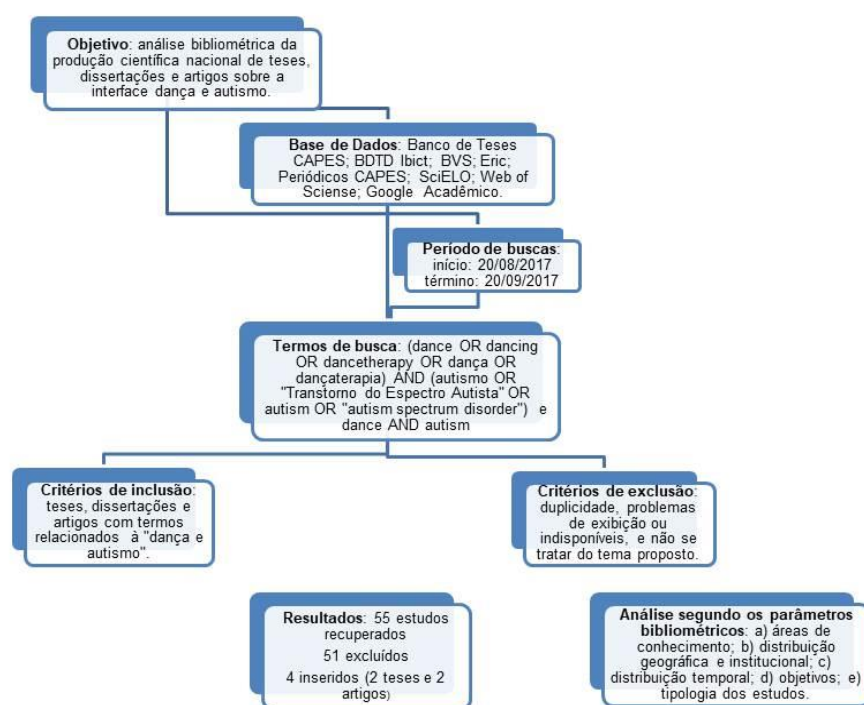 Objetivo: análise bibliométrica da
produção científica nacional de teses,
dissertações e artigos sobre a
interface dança e autismo.
Base de Dados: Banco de Teses
CAPES; BDTD Ibict; BVS; Eric;
Periódicos CAPES; SciELO; Web of
Sciense; Google Acadêmico.
Período de buscas:
início: 20/08/2017
término: 20/09/2017
Termos de busca: (dance OR dancing
OR dancetherapy OR dança OR
dançaterapia) AND (autismo OR
"Transtorno do Espectro Autista" OR
autism OR "autism spectrum disorder") e
dance AND autism
Critérios de inclusão:
teses, dissertações e
artigos com termos
relacionados à "dança e
autismo".
Critérios de exclusão:
duplicidade, problemas
de exibição ou
indisponíveis, e não se
tratar do tema proposto.
Resultados: 55 estudos
recuperados
51 excluídos
4 inseridos (2 teses e 2
artigos)
Análise segundo os parâmetros
bibliométricos: a) áreas de
conhecimento; b) distribuição
geográfica e institucional; c)
distribuição temporal; d) objetivos; e)
tipologia dos estudos.